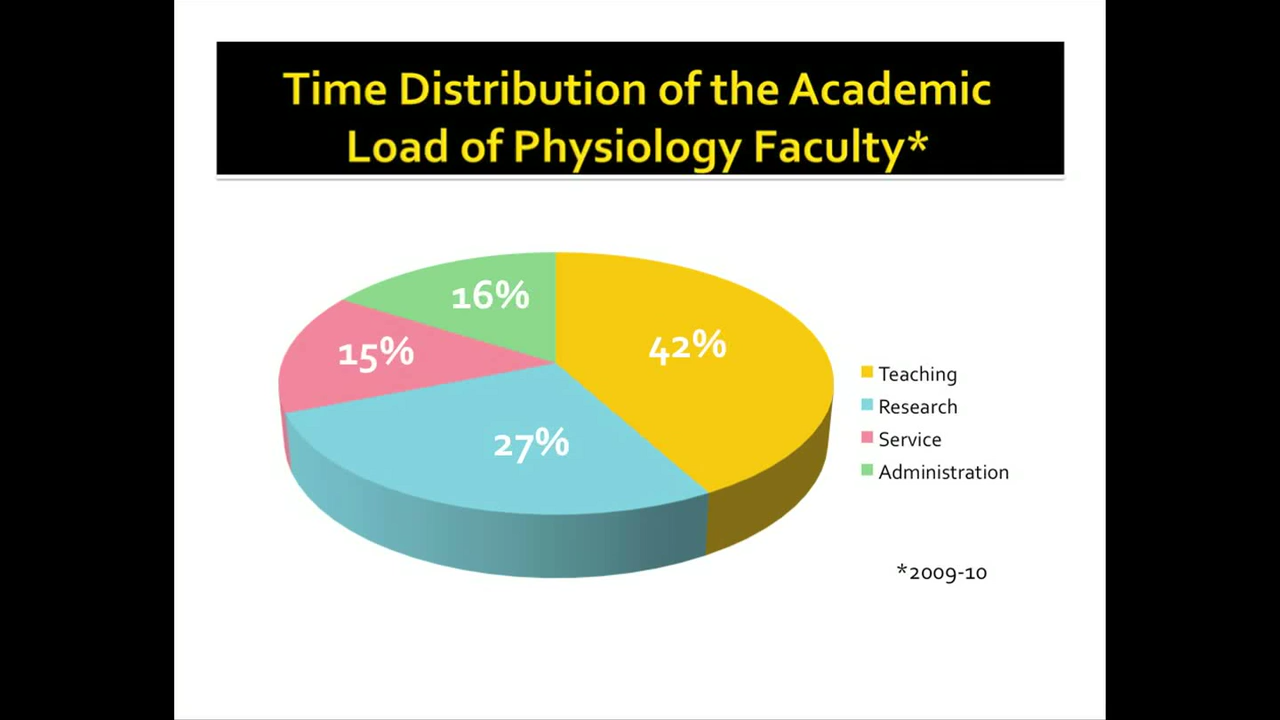 Time Distribution of the Academic
Load of Physiology Faculty*
16%
42%
15%
27%
Teaching
Research
Service
Administration
*2009-10